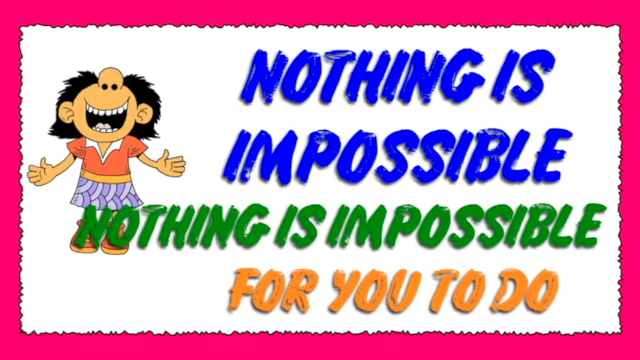 NOTHING IS
IMPOSSIBLE
NOTHING IS IMPOSSIBLE
FOR YOU TO DO